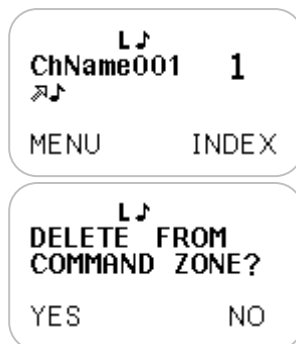 L♪
ChName001 1
⇗♪
MENU INDEX
L♪
DELETE FROM
COMMAND ZONE?
YES NO